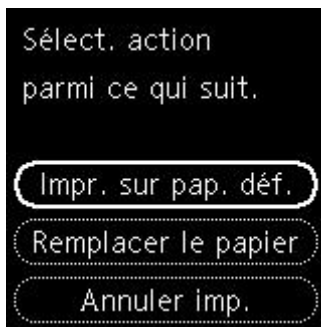 Sélect. action
parmi ce qui suit.
Impr. sur pap. déf.
Remplacer le papier
Annuler imp.